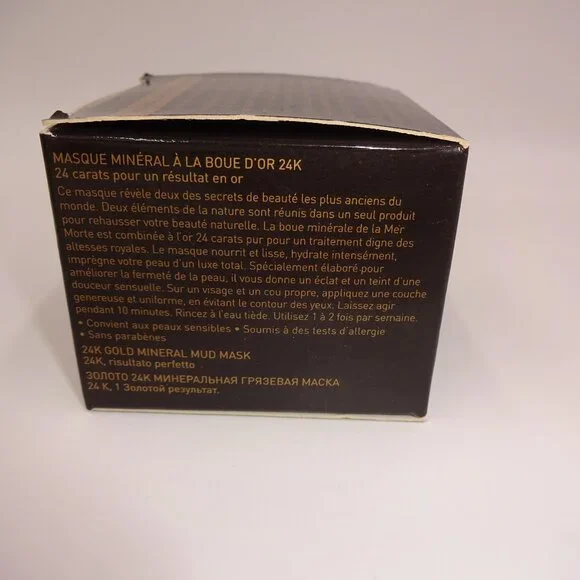 MASQUE MINÉRAL À LA BOUE D'OR 24K
24 carats pour un résultat en or
Ce masque révèle deux des secrets de beauté les plus anciens du
monde. Deux éléments de la nature sont réunis dans un seul produit
pour rehausser votre beauté naturelle. La boue minérale de la Mer
Morte est combinée à l'or 24 carats pur pour un traitement digne des
altesses royales. Le masque nourrit et lisse, hydrate intensément,
imprègne votre peau d'un luxe total. Spécialement élaboré pour
améliorer la fermeté de la peau, il vous donne un éclat et un teint d'une
douceur sensuelle. Sur un visage et un cou propre, appliquez une couche
genereuse et uniforme, en évitant le contour des yeux. Laissez agir
pendant 10 minutes. Rincez à l'eau tiède. Utilisez 1 à 2 fois par semaine.
• Convient aux peaux sensibles • Soumis à des tests d'allergie
• Sans parabènes
24K GOLD MINERAL MUD MASK
24K, risultato perfetto
ЗОЛОТО 24K МИНЕРАЛЬНАЯ ГРЯЗЕВАЯ МАСКА
24 K, 1 Золотой результат.